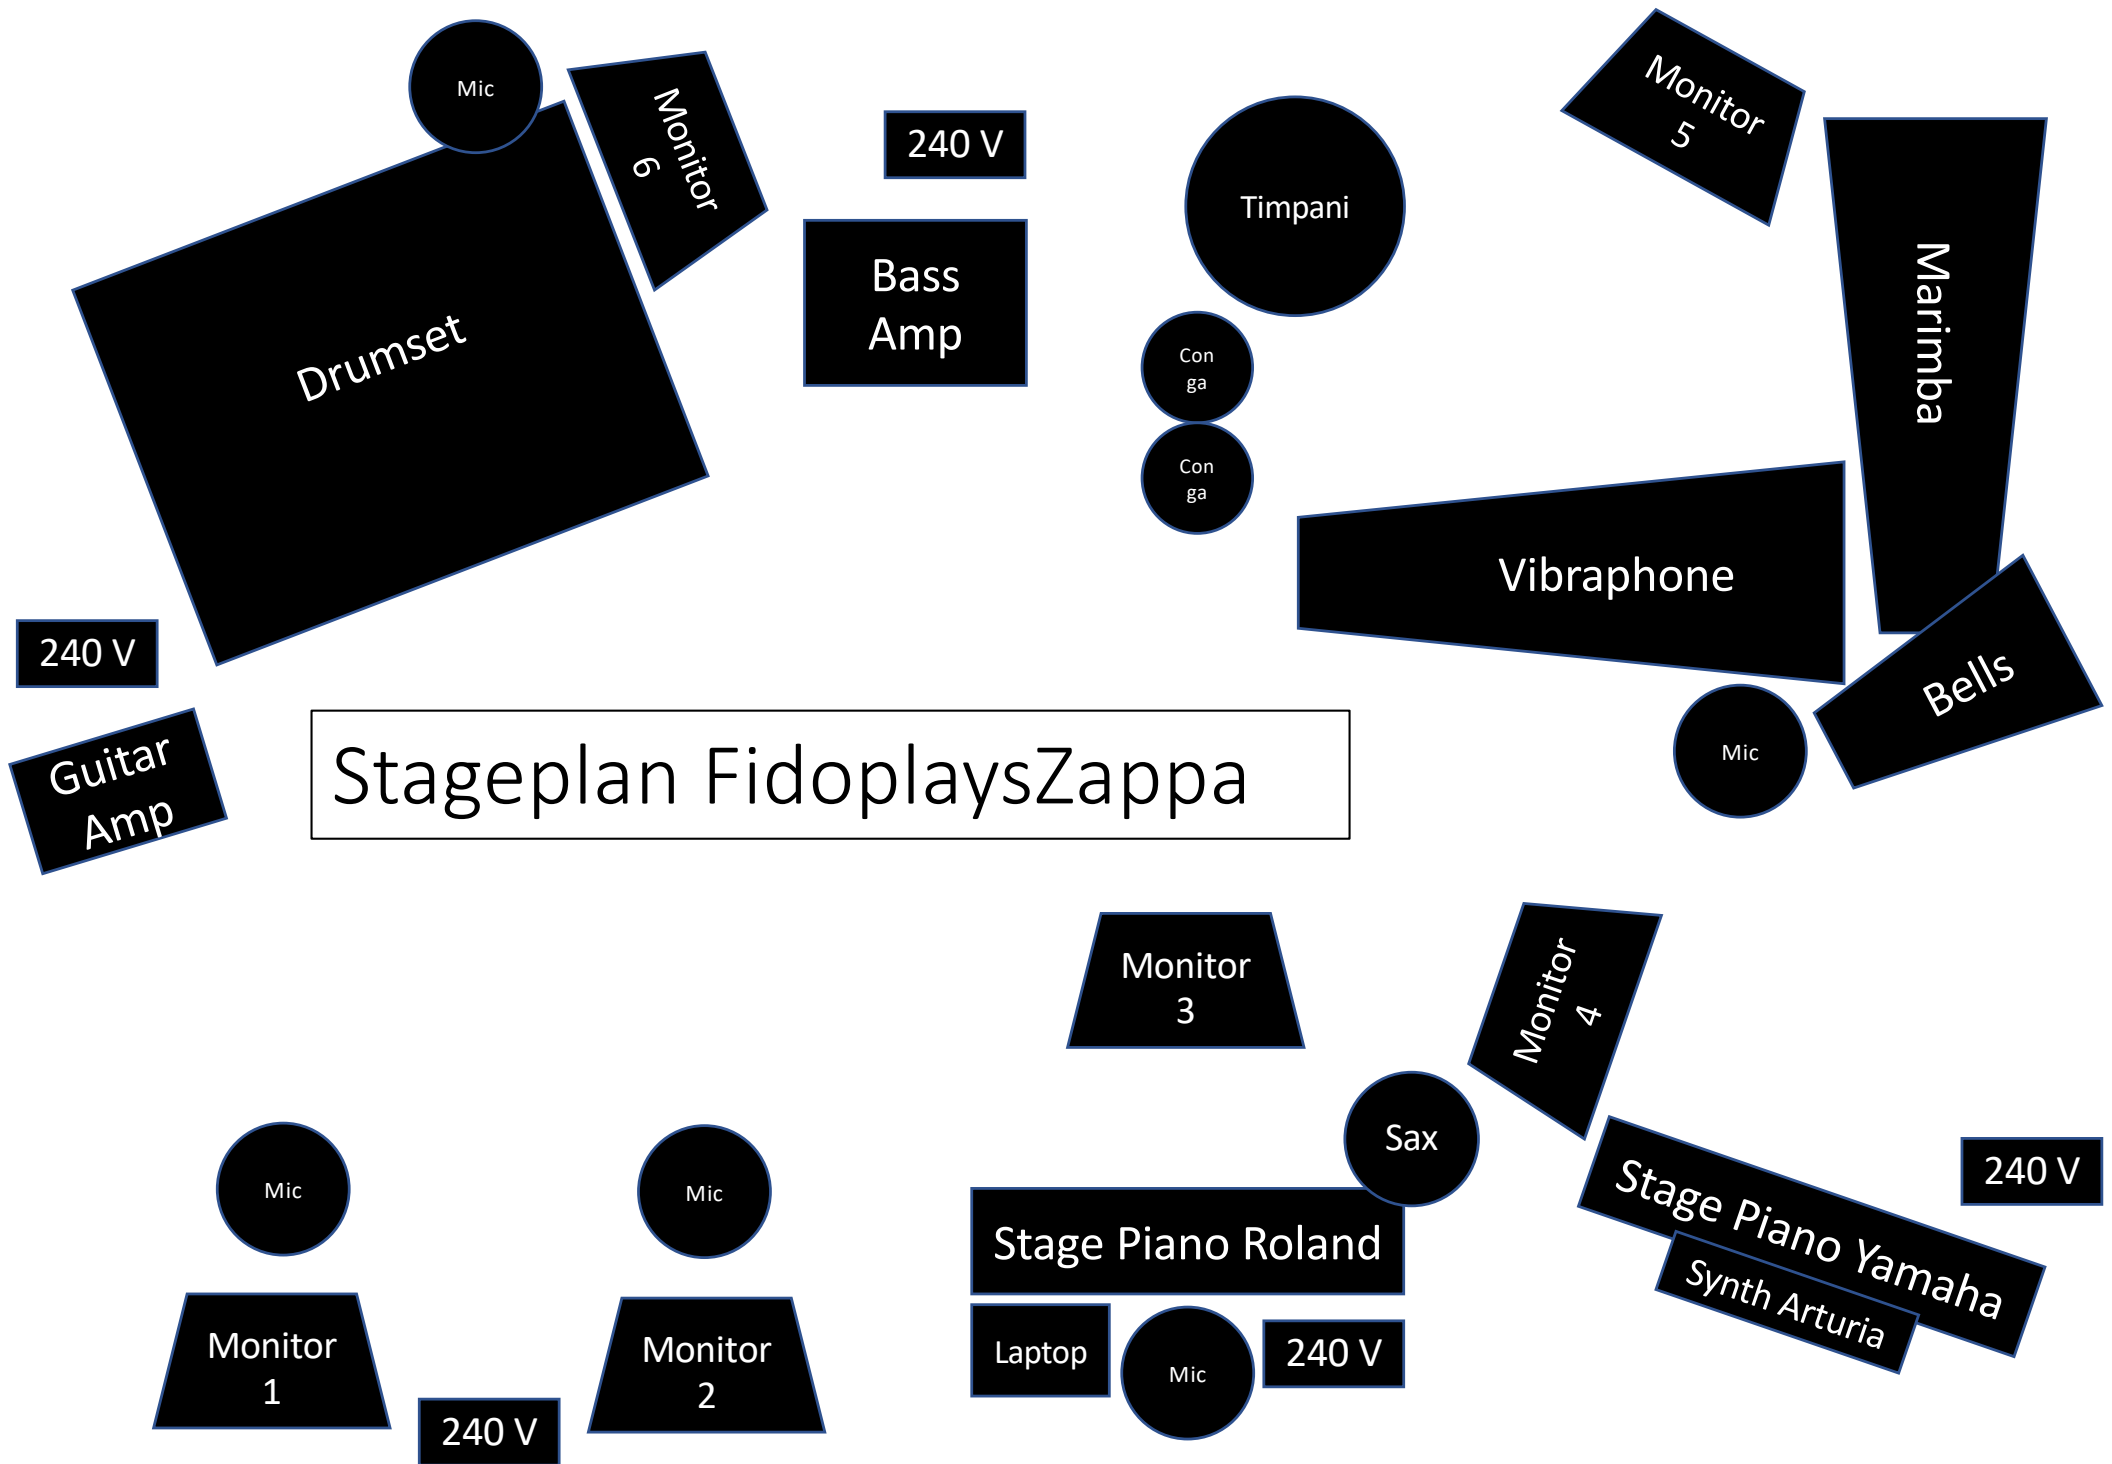 Mic
Monitor
6
240 V
Timpani
Monitor
5
Bass
Amp
Drumset
Con
ga
Con
ga
Marimba
Vibraphone
240 V
Bells
Guitar
Amp
Stageplan FidoplaysZappa
Mic
Monitor
3
Monitor
4
Sax
Mic
Mic
Stage Piano Roland
Stage Piano Yamaha
240 V
Synth Arturia
Monitor
1
Monitor
2
Laptop
Mic
240 V
240 V